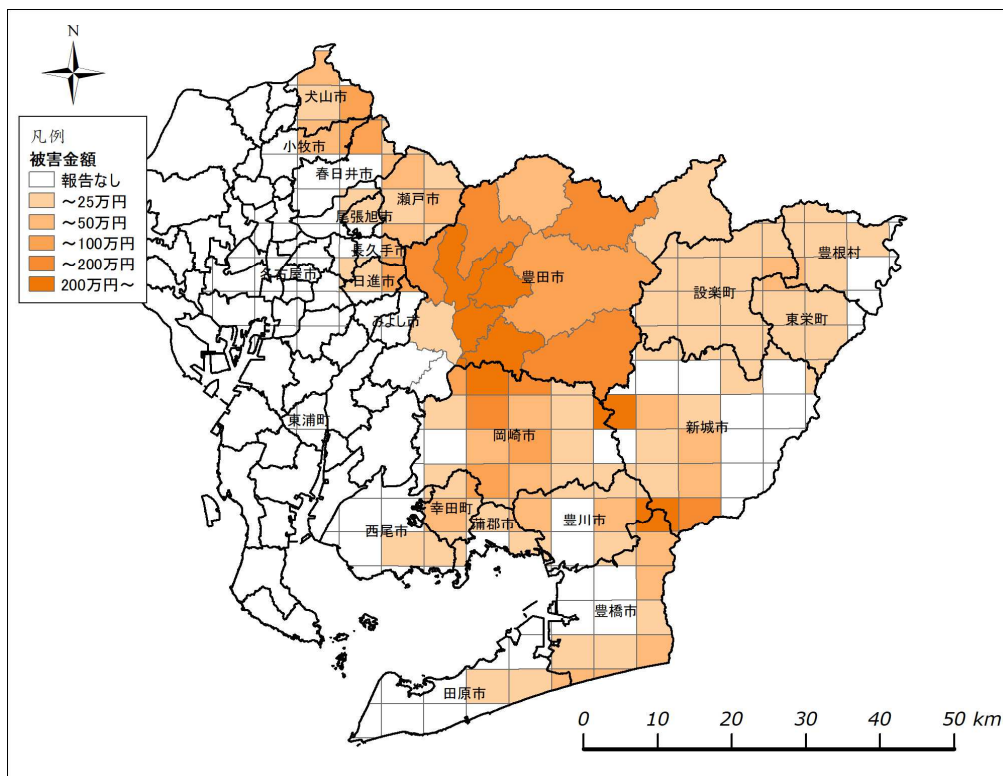 N
凡例
被害金額
報告なし
～25万円
～50万円
～100万円
～200万円
200万円～
犬山市
小牧市
春日井市
瀬戸市
尾張旭市
長久手市
名古屋市
日進市
みよし市
豊田市
設楽町
豊根村
東栄町
東浦町
岡崎市
新城市
西尾市
幸田町
蒲郡市
豊川市
豊橋市
田原市
0 10 20 30 40 50 km